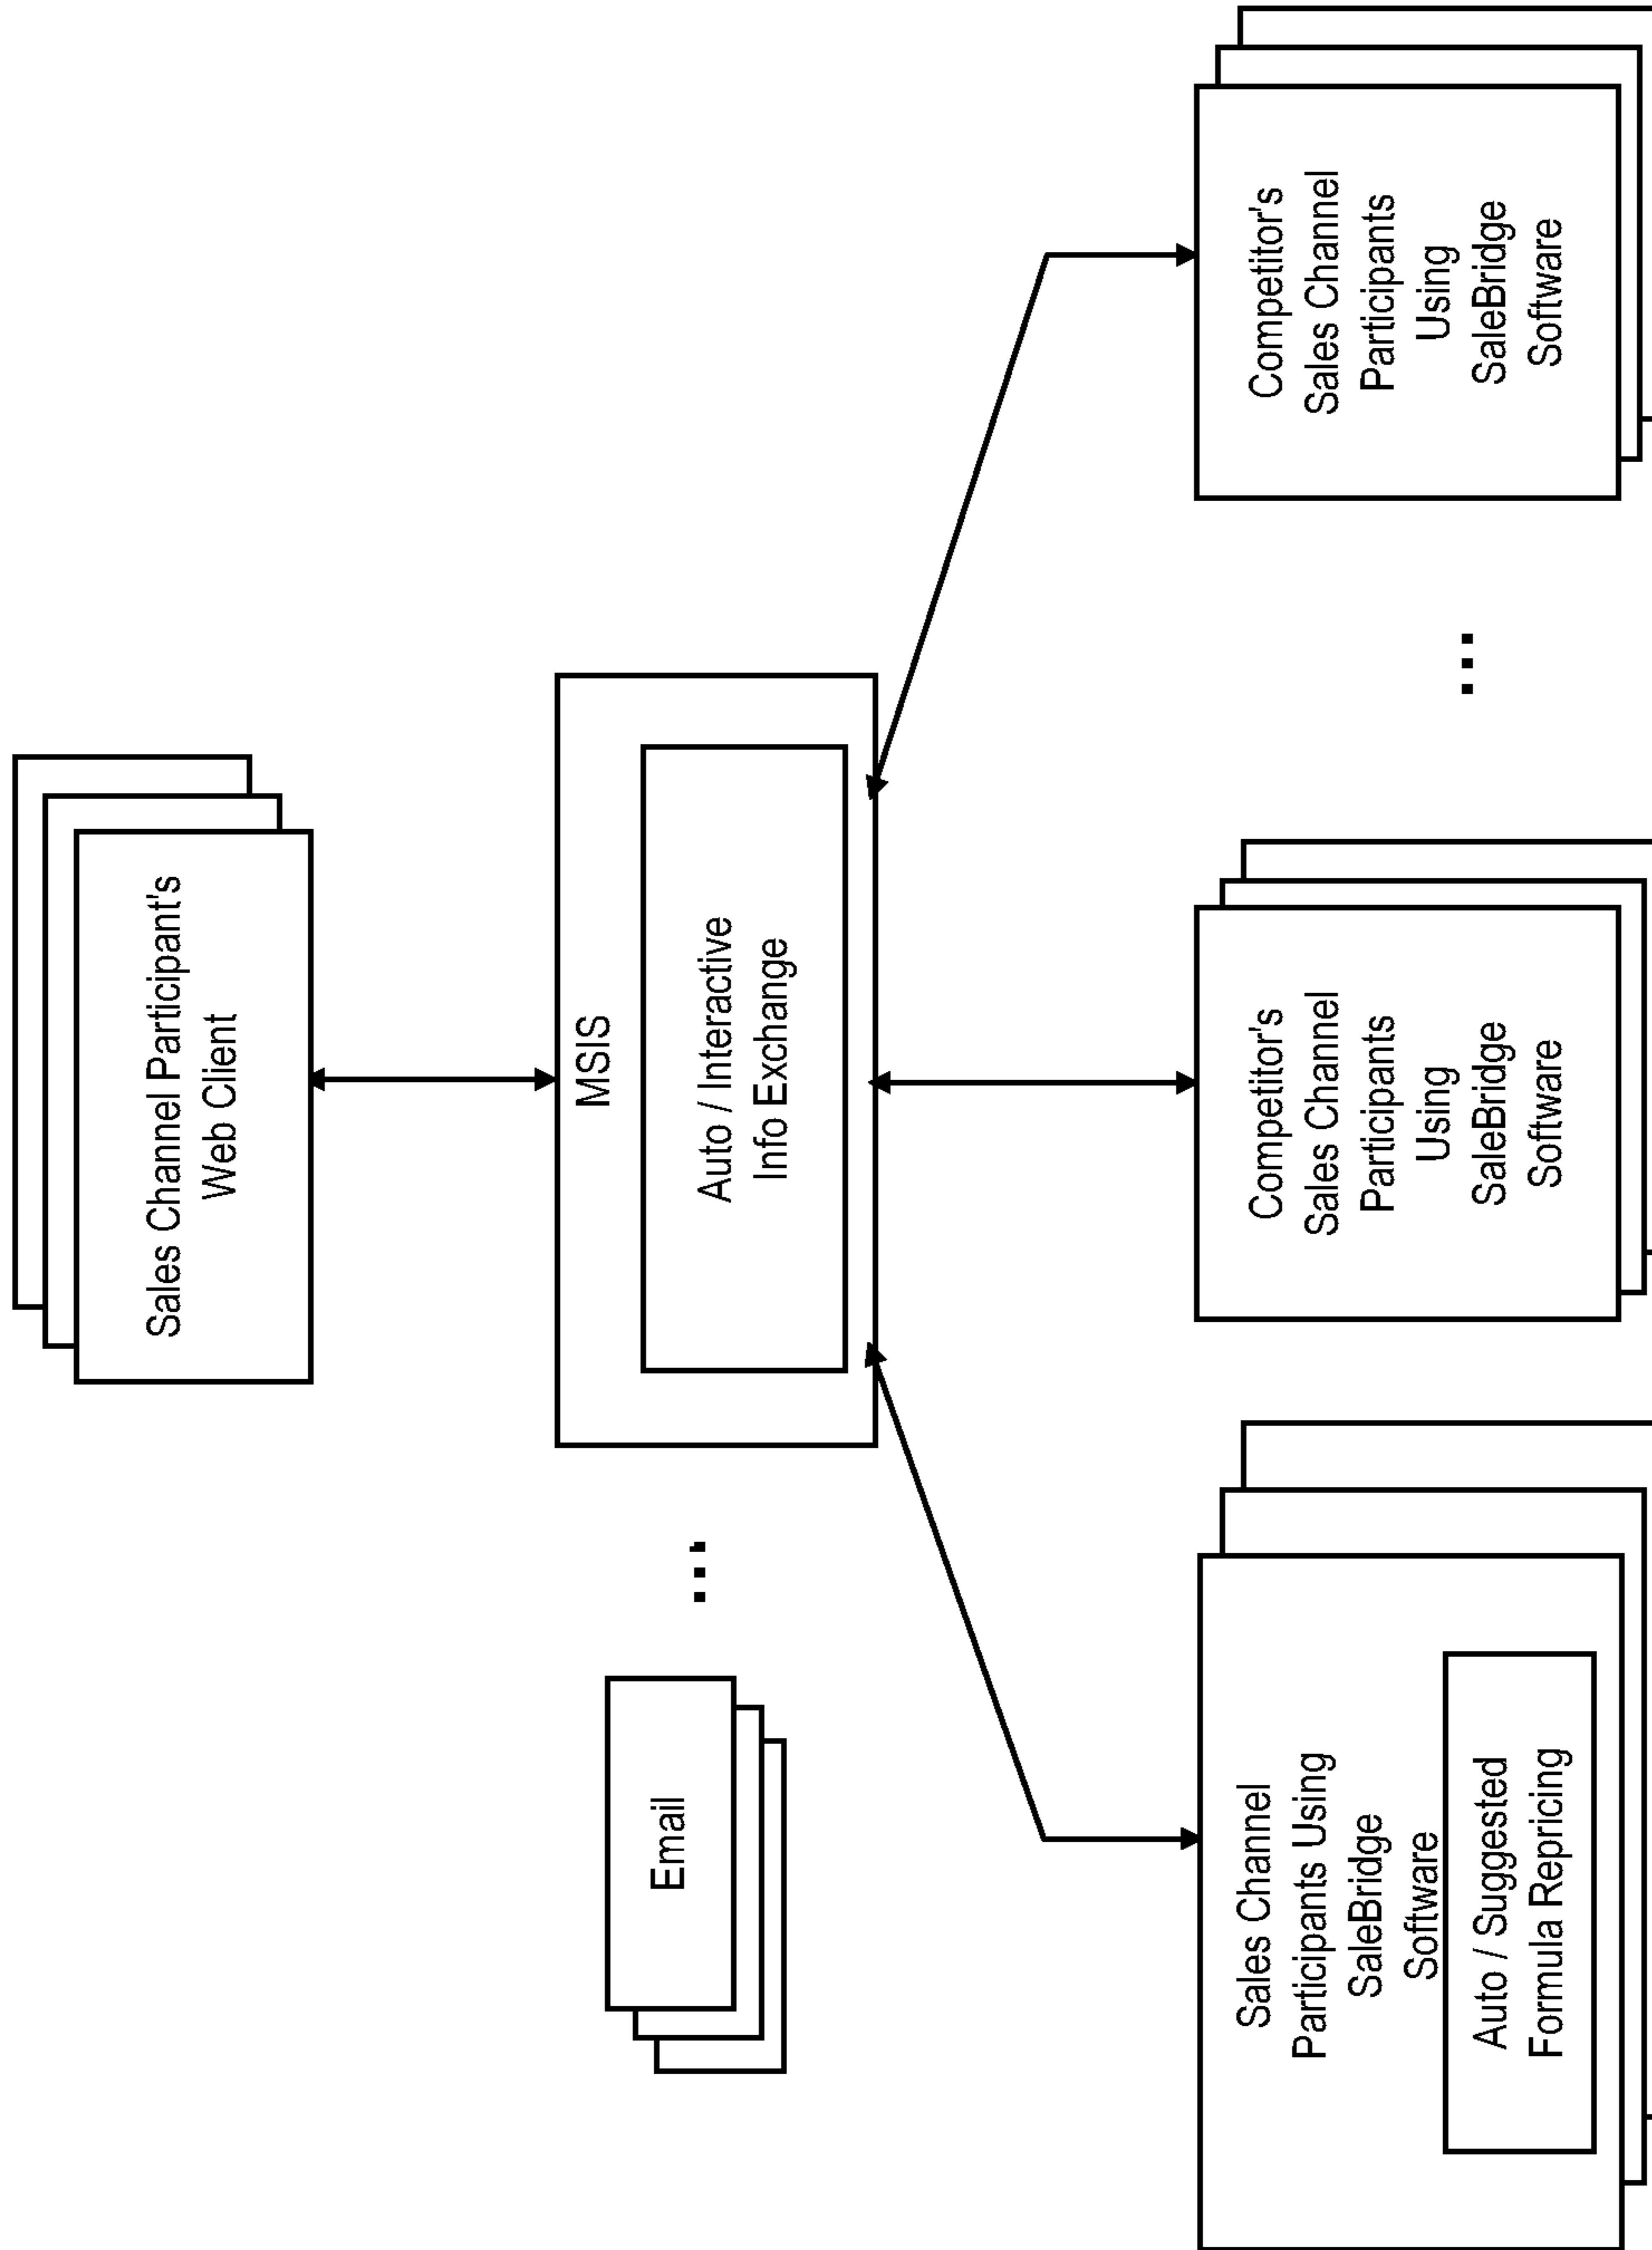 Sales Channel Participant's
Web Client
Email
...
MSIS
Auto / Interactive
Info Exchange
Sales Channel
Participants Using
SaleBridge
Software
Auto / Suggested
Formula Repricing
Competitor's
Sales Channel
Participants
Using
SaleBridge
Software
...
Competitor's
Sales Channel
Participants
Using
SaleBridge
Software